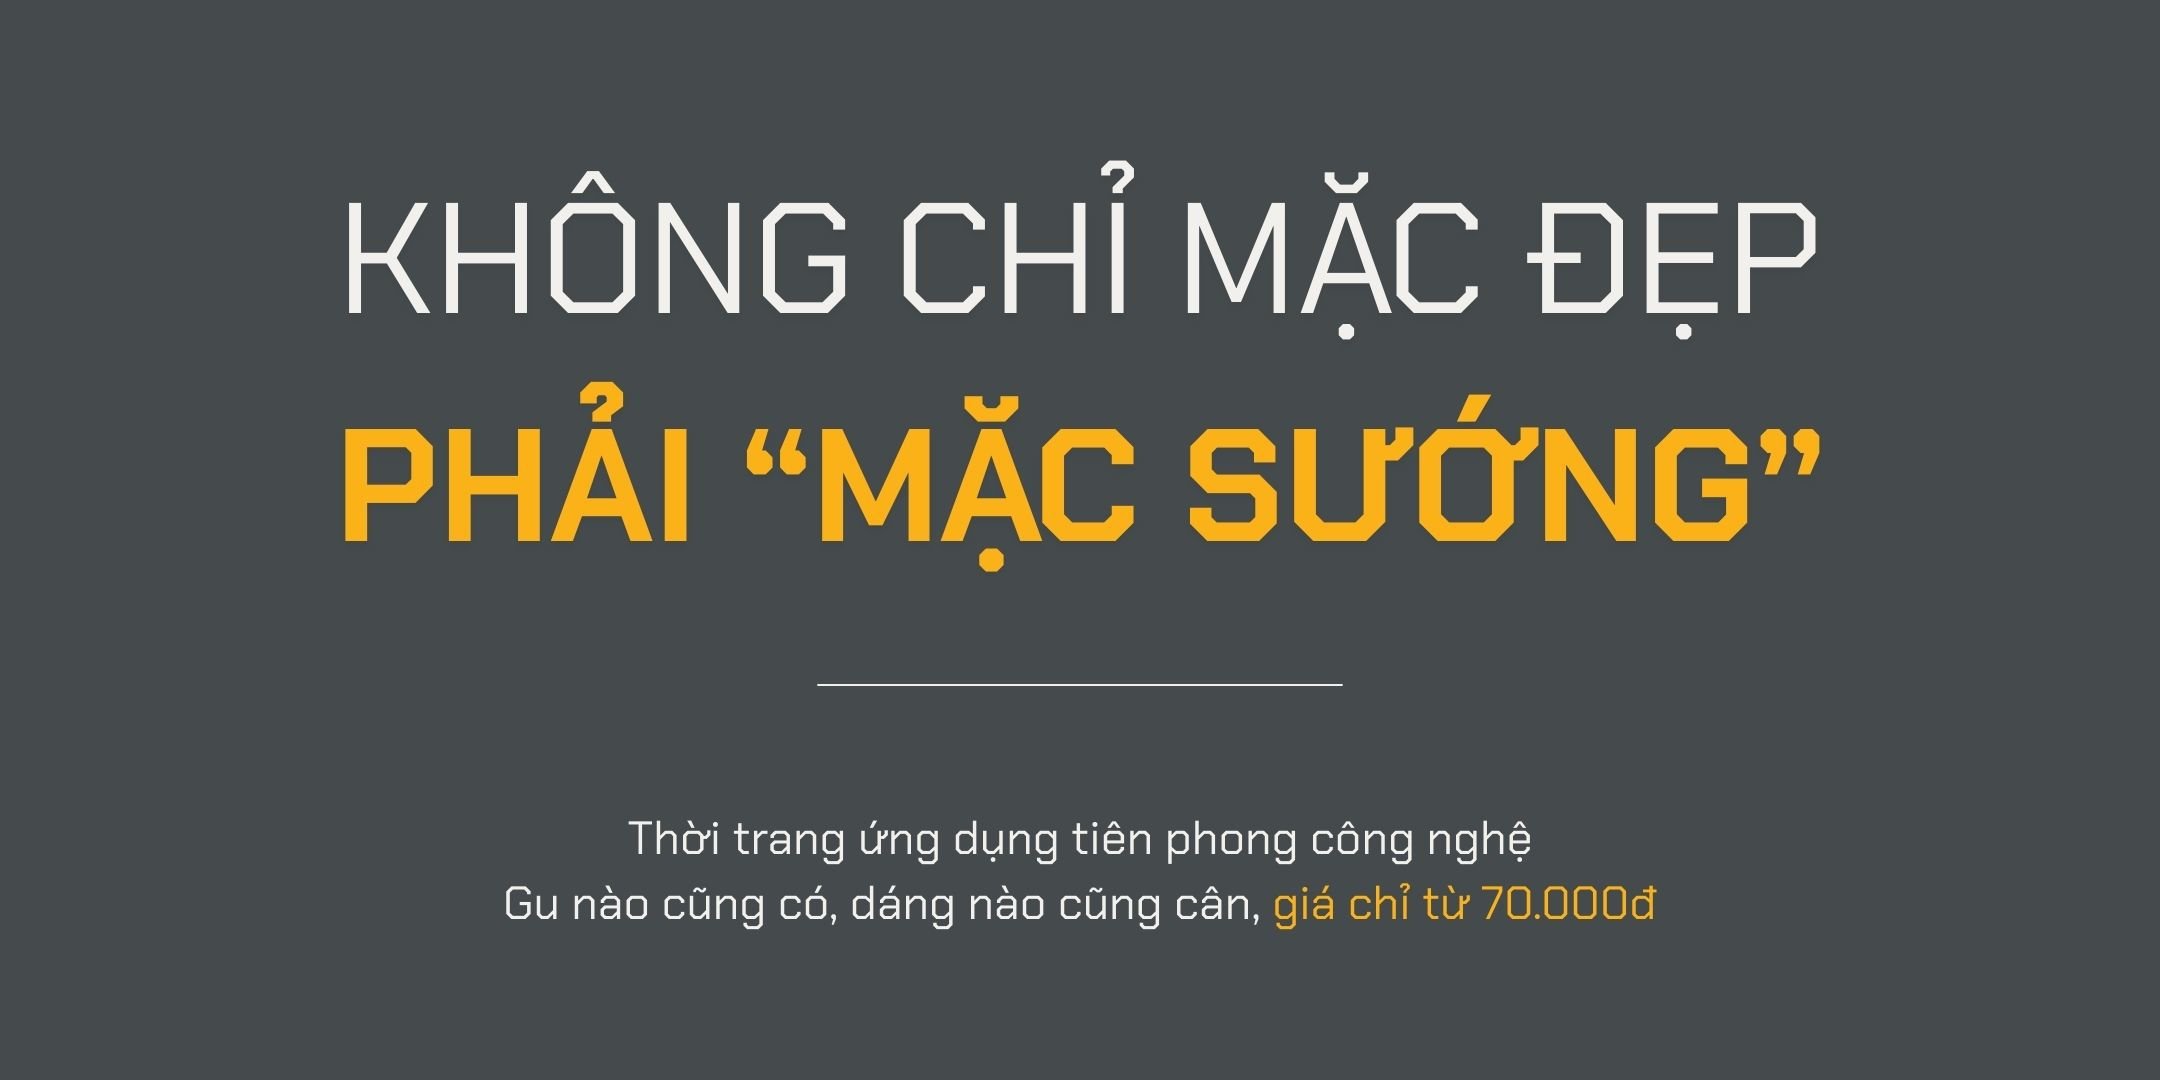 KHÔNG CHỈ MẶC ĐẸP
PHẢI “MẶC SƯỚNG”
Thời trang ứng dụng tiên phong công nghệ
Gu nào cũng có, dáng nào cũng cân, giá chỉ từ 70.000đ